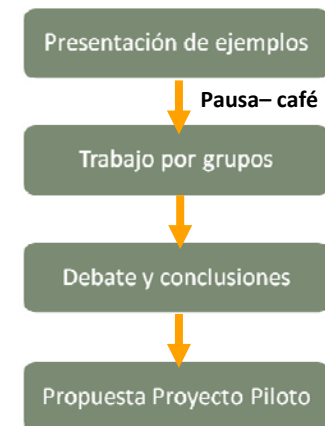 Presentación de ejemplos
Pausa– café
Trabajo por grupos
Debate y conclusiones
Propuesta Proyecto Piloto